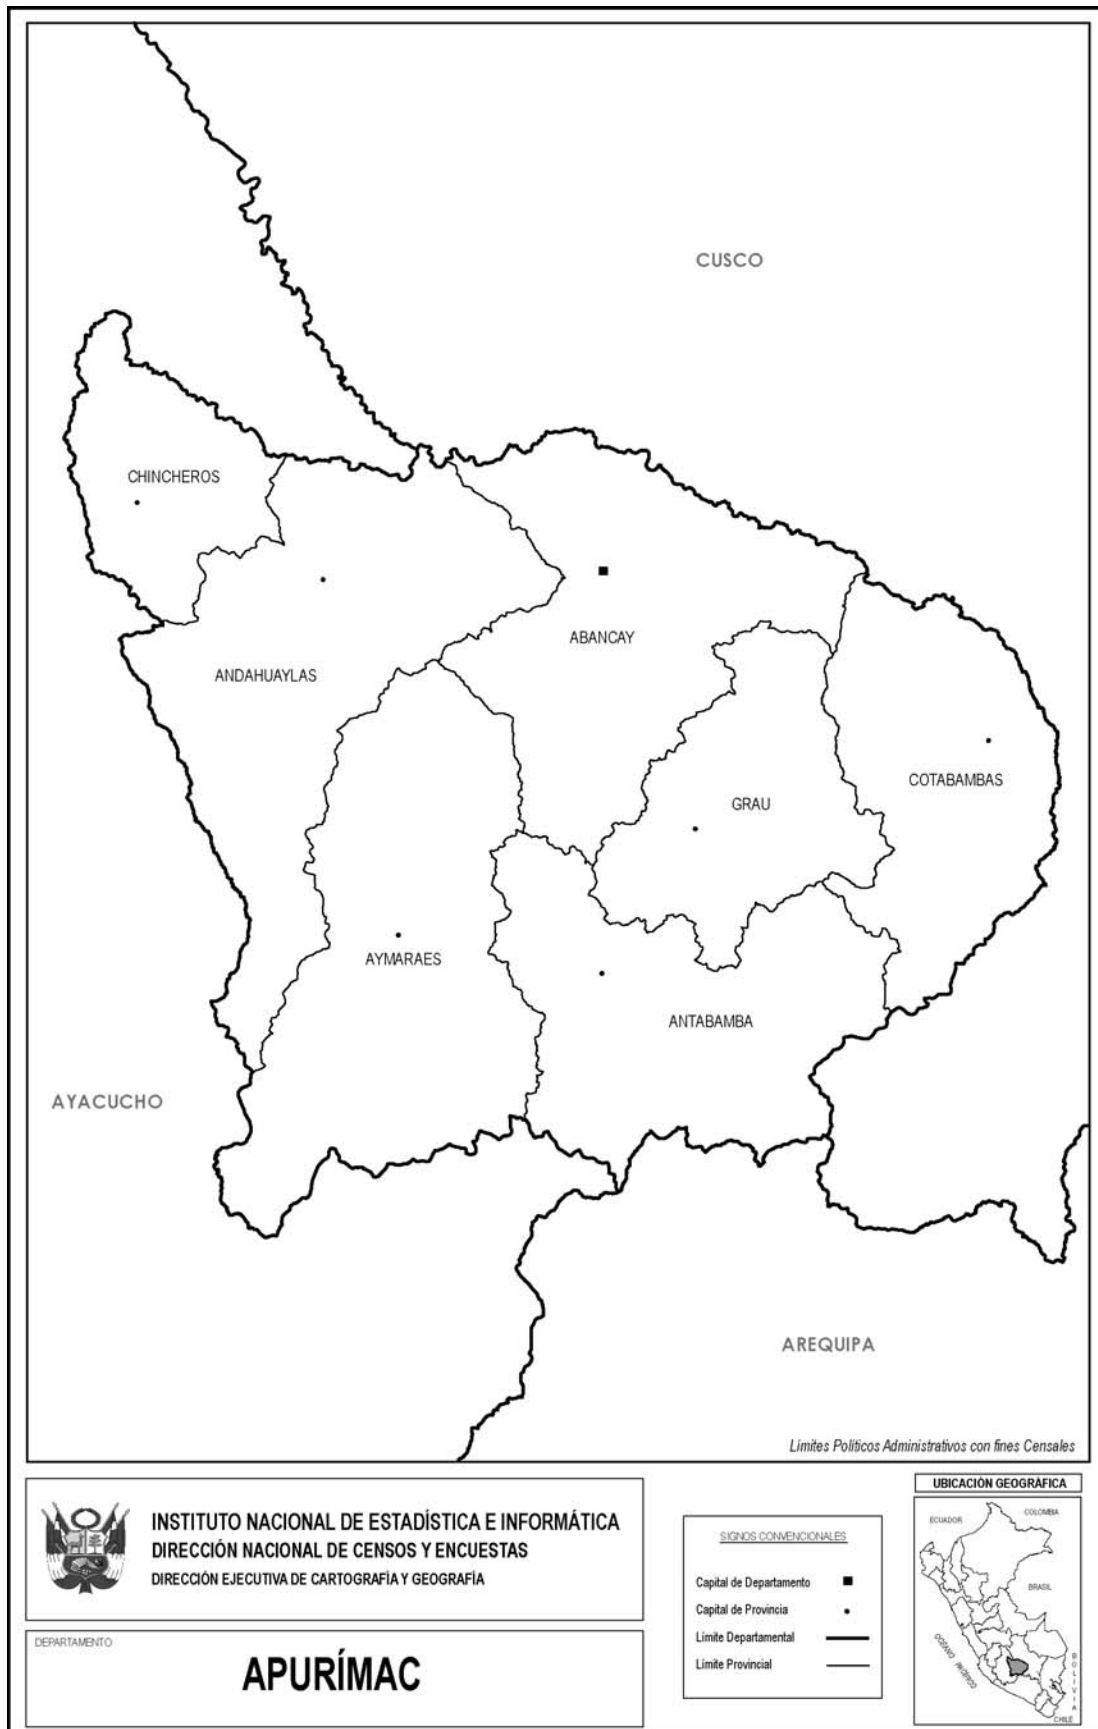 CUSCO
CHINCHEROS
ABANCAY
ANDAHUAYLAS
COTABAMBAS
GRAU
AYMARAES
ANTABAMBA
AYACUCHO
AREQUIPA
Límites Políticos Administrativos con fines Censales
INSTITUTO NACIONAL DE ESTADÍSTICA E INFORMÁTICA
DIRECCIÓN NACIONAL DE CENSOS Y ENCUESTAS
DIRECCIÓN EJECUTIVA DE CARTOGRAFÍA Y GEOGRAFÍA
DEPARTAMENTO
APURÍMAC
SIGNOS CONVENCIONALES
Capital de Departamento
Capital de Provincia
Límite Departamental
Límite Provincial
UBICACIÓN GEOGRÁFICA
ECUADOR
COLOMBIA
BRASIL
BOLIVIA
CHILE